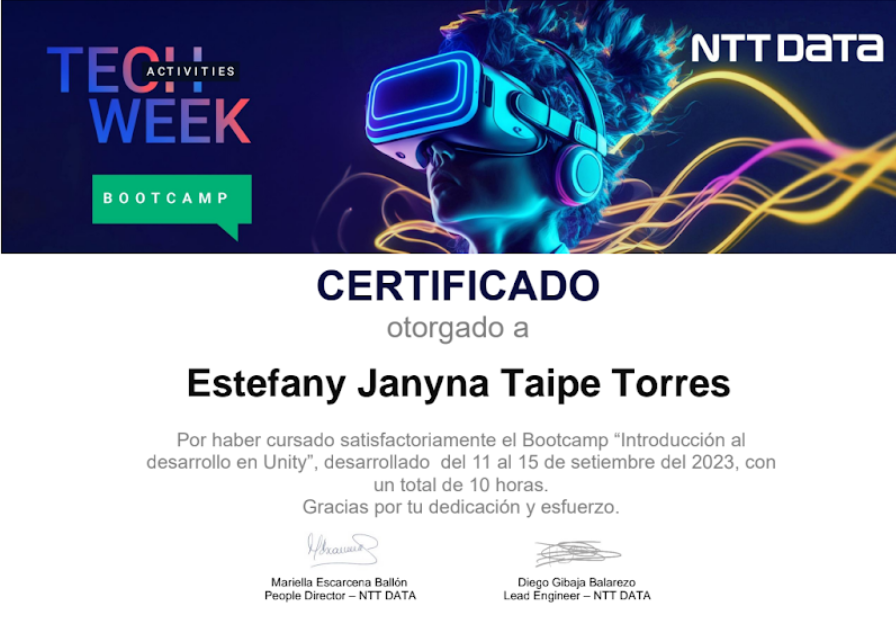 TECH
ACTIVITIES
WEEK
BOOTCAMP
NTT DATA
CERTIFICADO
otorgado a
Estefany Janyna Taipe Torres
Por haber cursado satisfactoriamente el Bootcamp “Introducción al
desarrollo en Unity”, desarrollado del 11 al 15 de setiembre del 2023, con
un total de 10 horas.
Gracias por tu dedicación y esfuerzo.
Mariella Escarcena Ballón
People Director – NTT DATA
Diego Gibaja Balarezo
Lead Engineer – NTT DATA